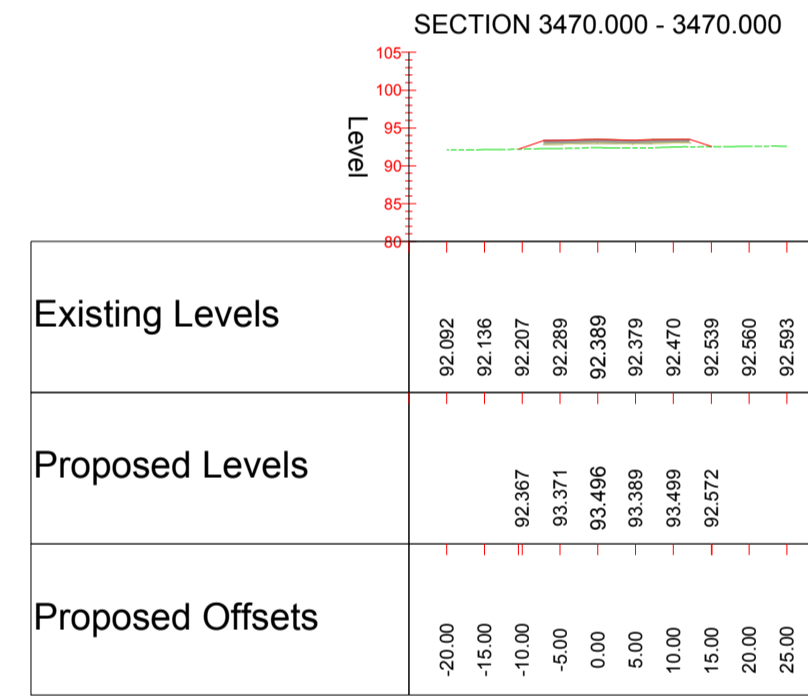 SECTION 3470.000 - 3470.000
105
100
95
90
85
80
Level
Existing Levels
92.092 92.136 92.207 92.289 92.389 92.379 92.470 92.539 92.560 92.593
Proposed Levels
92.367 93.371 93.496 93.389 93.499 92.572
Proposed Offsets
-20.00 -15.00 -10.00 -5.00 0.00 5.00 10.00 15.00 20.00 25.00